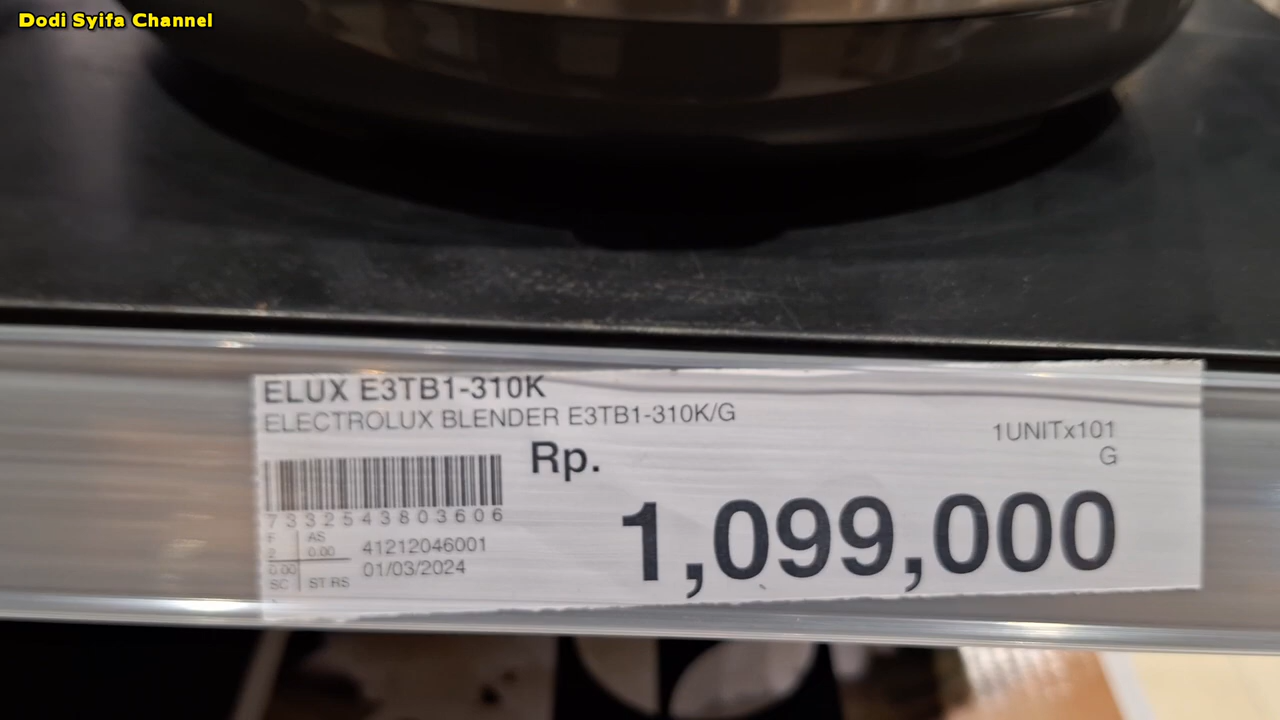 Dodi Syifa Channel
ELUX E3TB1-310K
ELECTROLUX BLENDER E3TB1-310K/G
1UNITx101
G
Rp.
1,099,000
7332543803606
F AS
2 0.00
41212046001
0.00
01/03/2024
SC ST RS